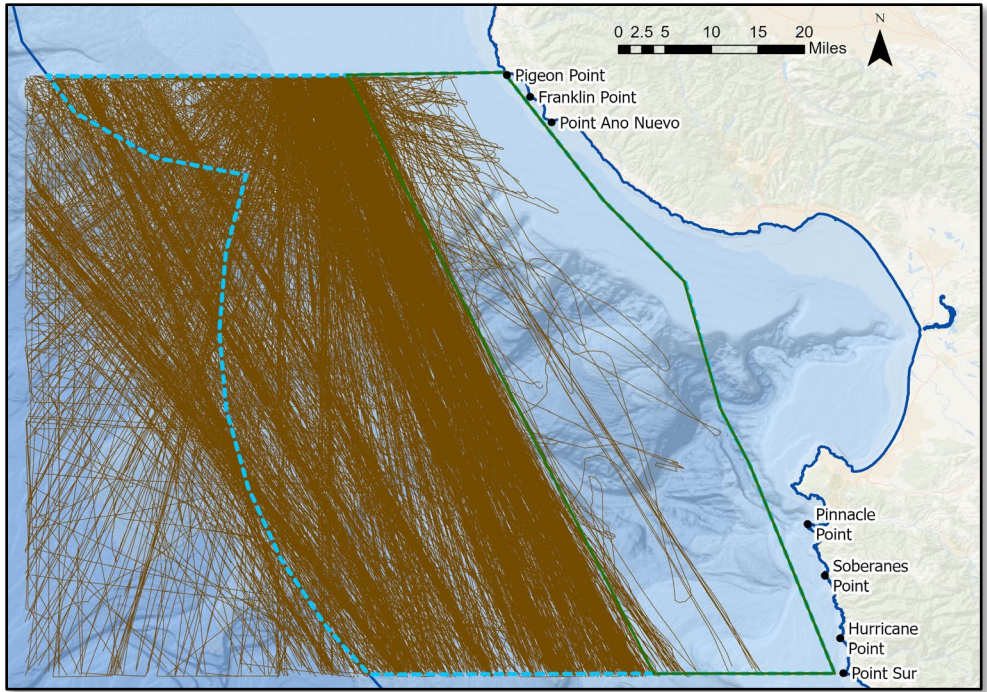 N
0 2.5 5 10 15 20
Miles
Pigeon Point
Franklin Point
Point Ano Nuevo
Pinnacle
Point
Soberanes
Point
Hurricane
Point
Point Sur